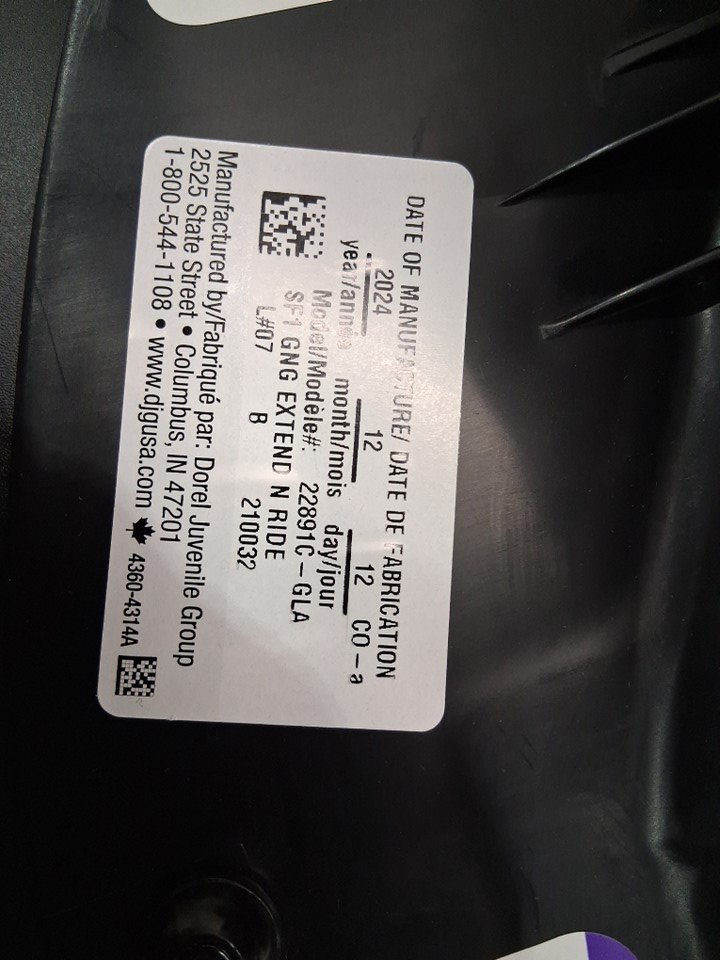 DATE OF MANUFACTURE/ DATE DE FABRICATION
2024 12 12 CO-a
year/année month/mois day/jour
Model/Modèle#: 22891C-GLA
SF1 GNG EXTEND N RIDE
L#07 B 210032
Manufactured by/Fabriqué par: Dorel Juvenile Group
2525 State Street • Columbus, IN 47201
1-800-544-1108 • www.djgusa.com 4360-4314A